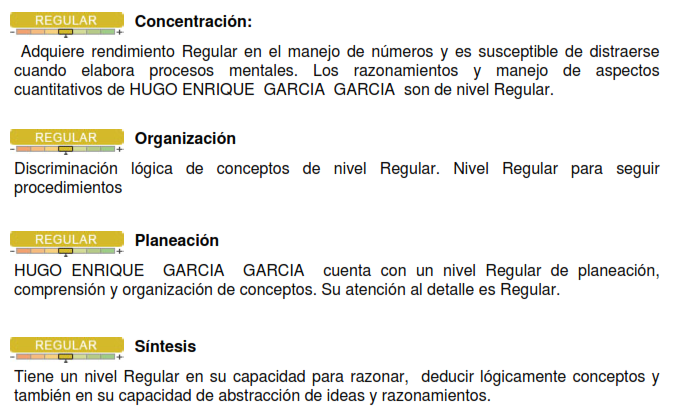 REGULAR Concentración:
- +
Adquiere rendimiento Regular en el manejo de números y es susceptible de distraerse
cuando elabora procesos mentales. Los razonamientos y manejo de aspectos
cuantitativos de HUGO ENRIQUE GARCIA GARCIA son de nivel Regular.
REGULAR Organización
- +
Discriminación lógica de conceptos de nivel Regular. Nivel Regular para seguir
procedimientos
REGULAR Planeación
- +
HUGO ENRIQUE GARCIA GARCIA cuenta con un nivel Regular de planeación,
comprensión y organización de conceptos. Su atención al detalle es Regular.
REGULAR Síntesis
- +
Tiene un nivel Regular en su capacidad para razonar, deducir lógicamente conceptos y
también en su capacidad de abstracción de ideas y razonamientos.